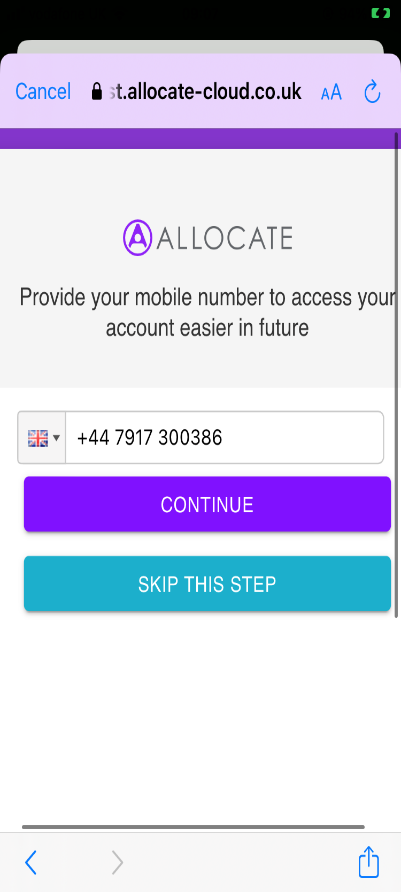 Cancel st.allocate-cloud.co.uk AA
ALLOCATE
Provide your mobile number to access your
account easier in future
+44 7917 300386
CONTINUE
SKIP THIS STEP